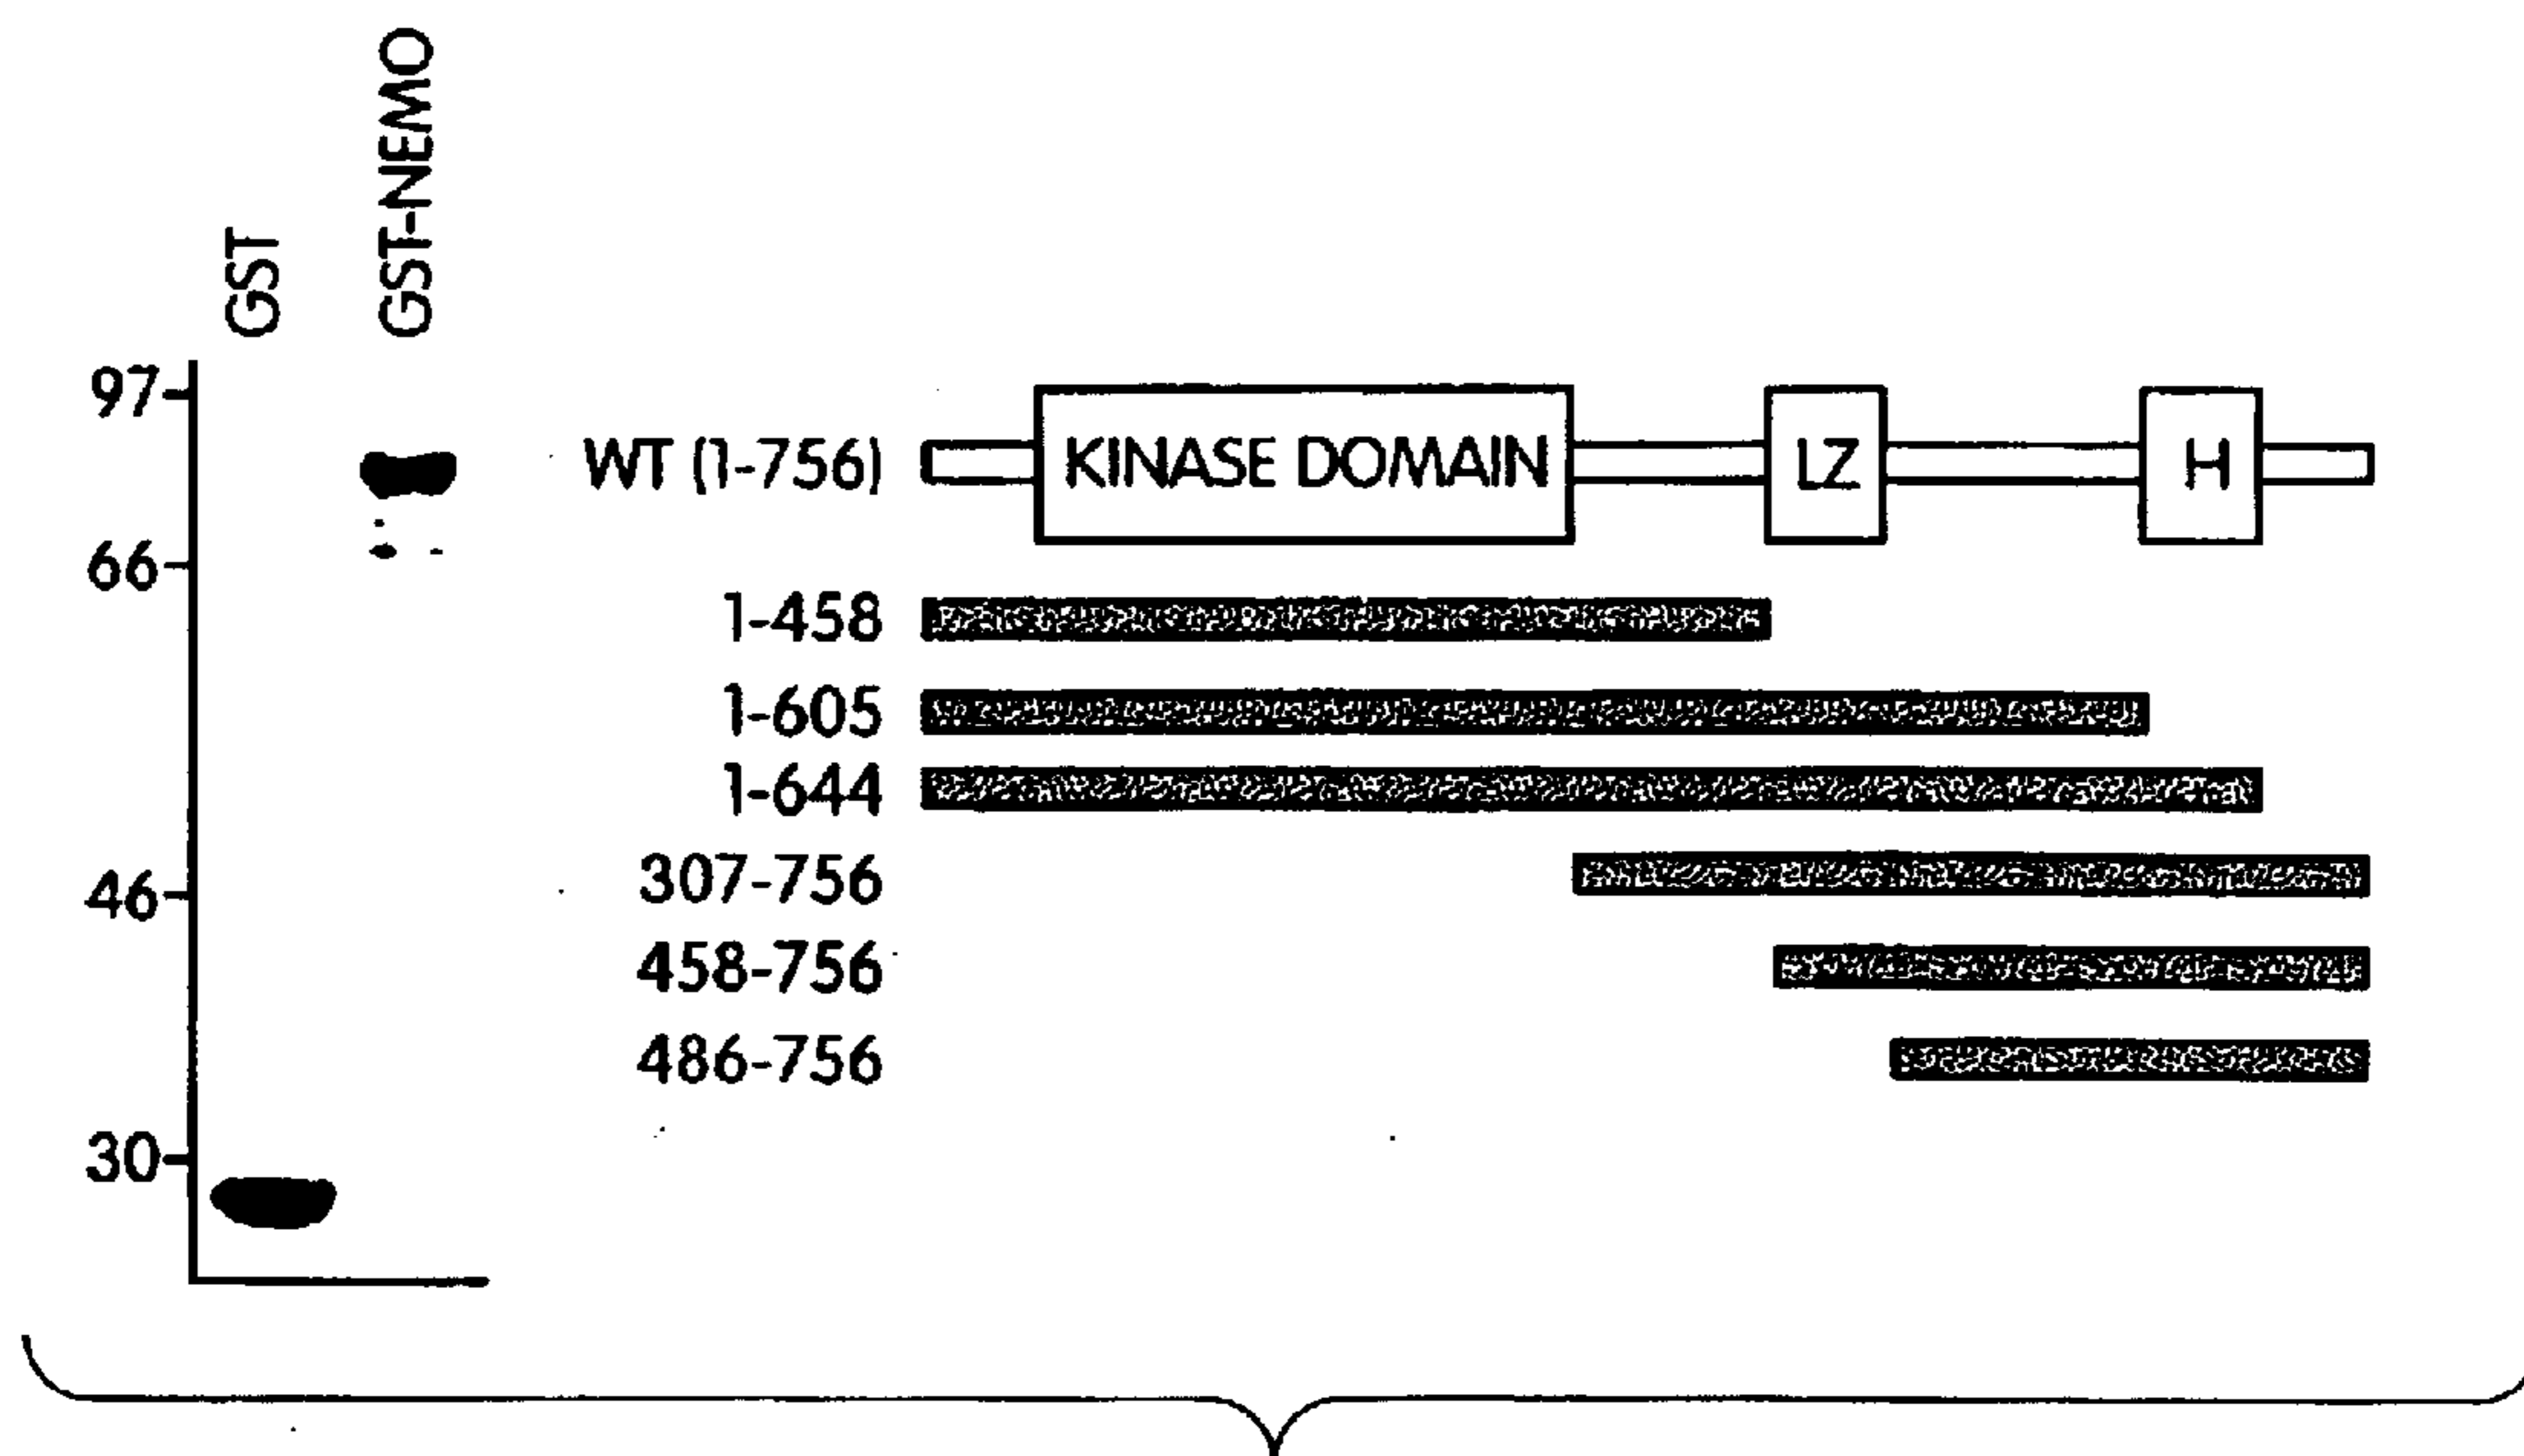 GST
GST-NEMO
97
66
46
30
WT (1-756)
KINASE DOMAIN
LZ
H
1-458
1-605
1-644
307-756
458-756
486-756